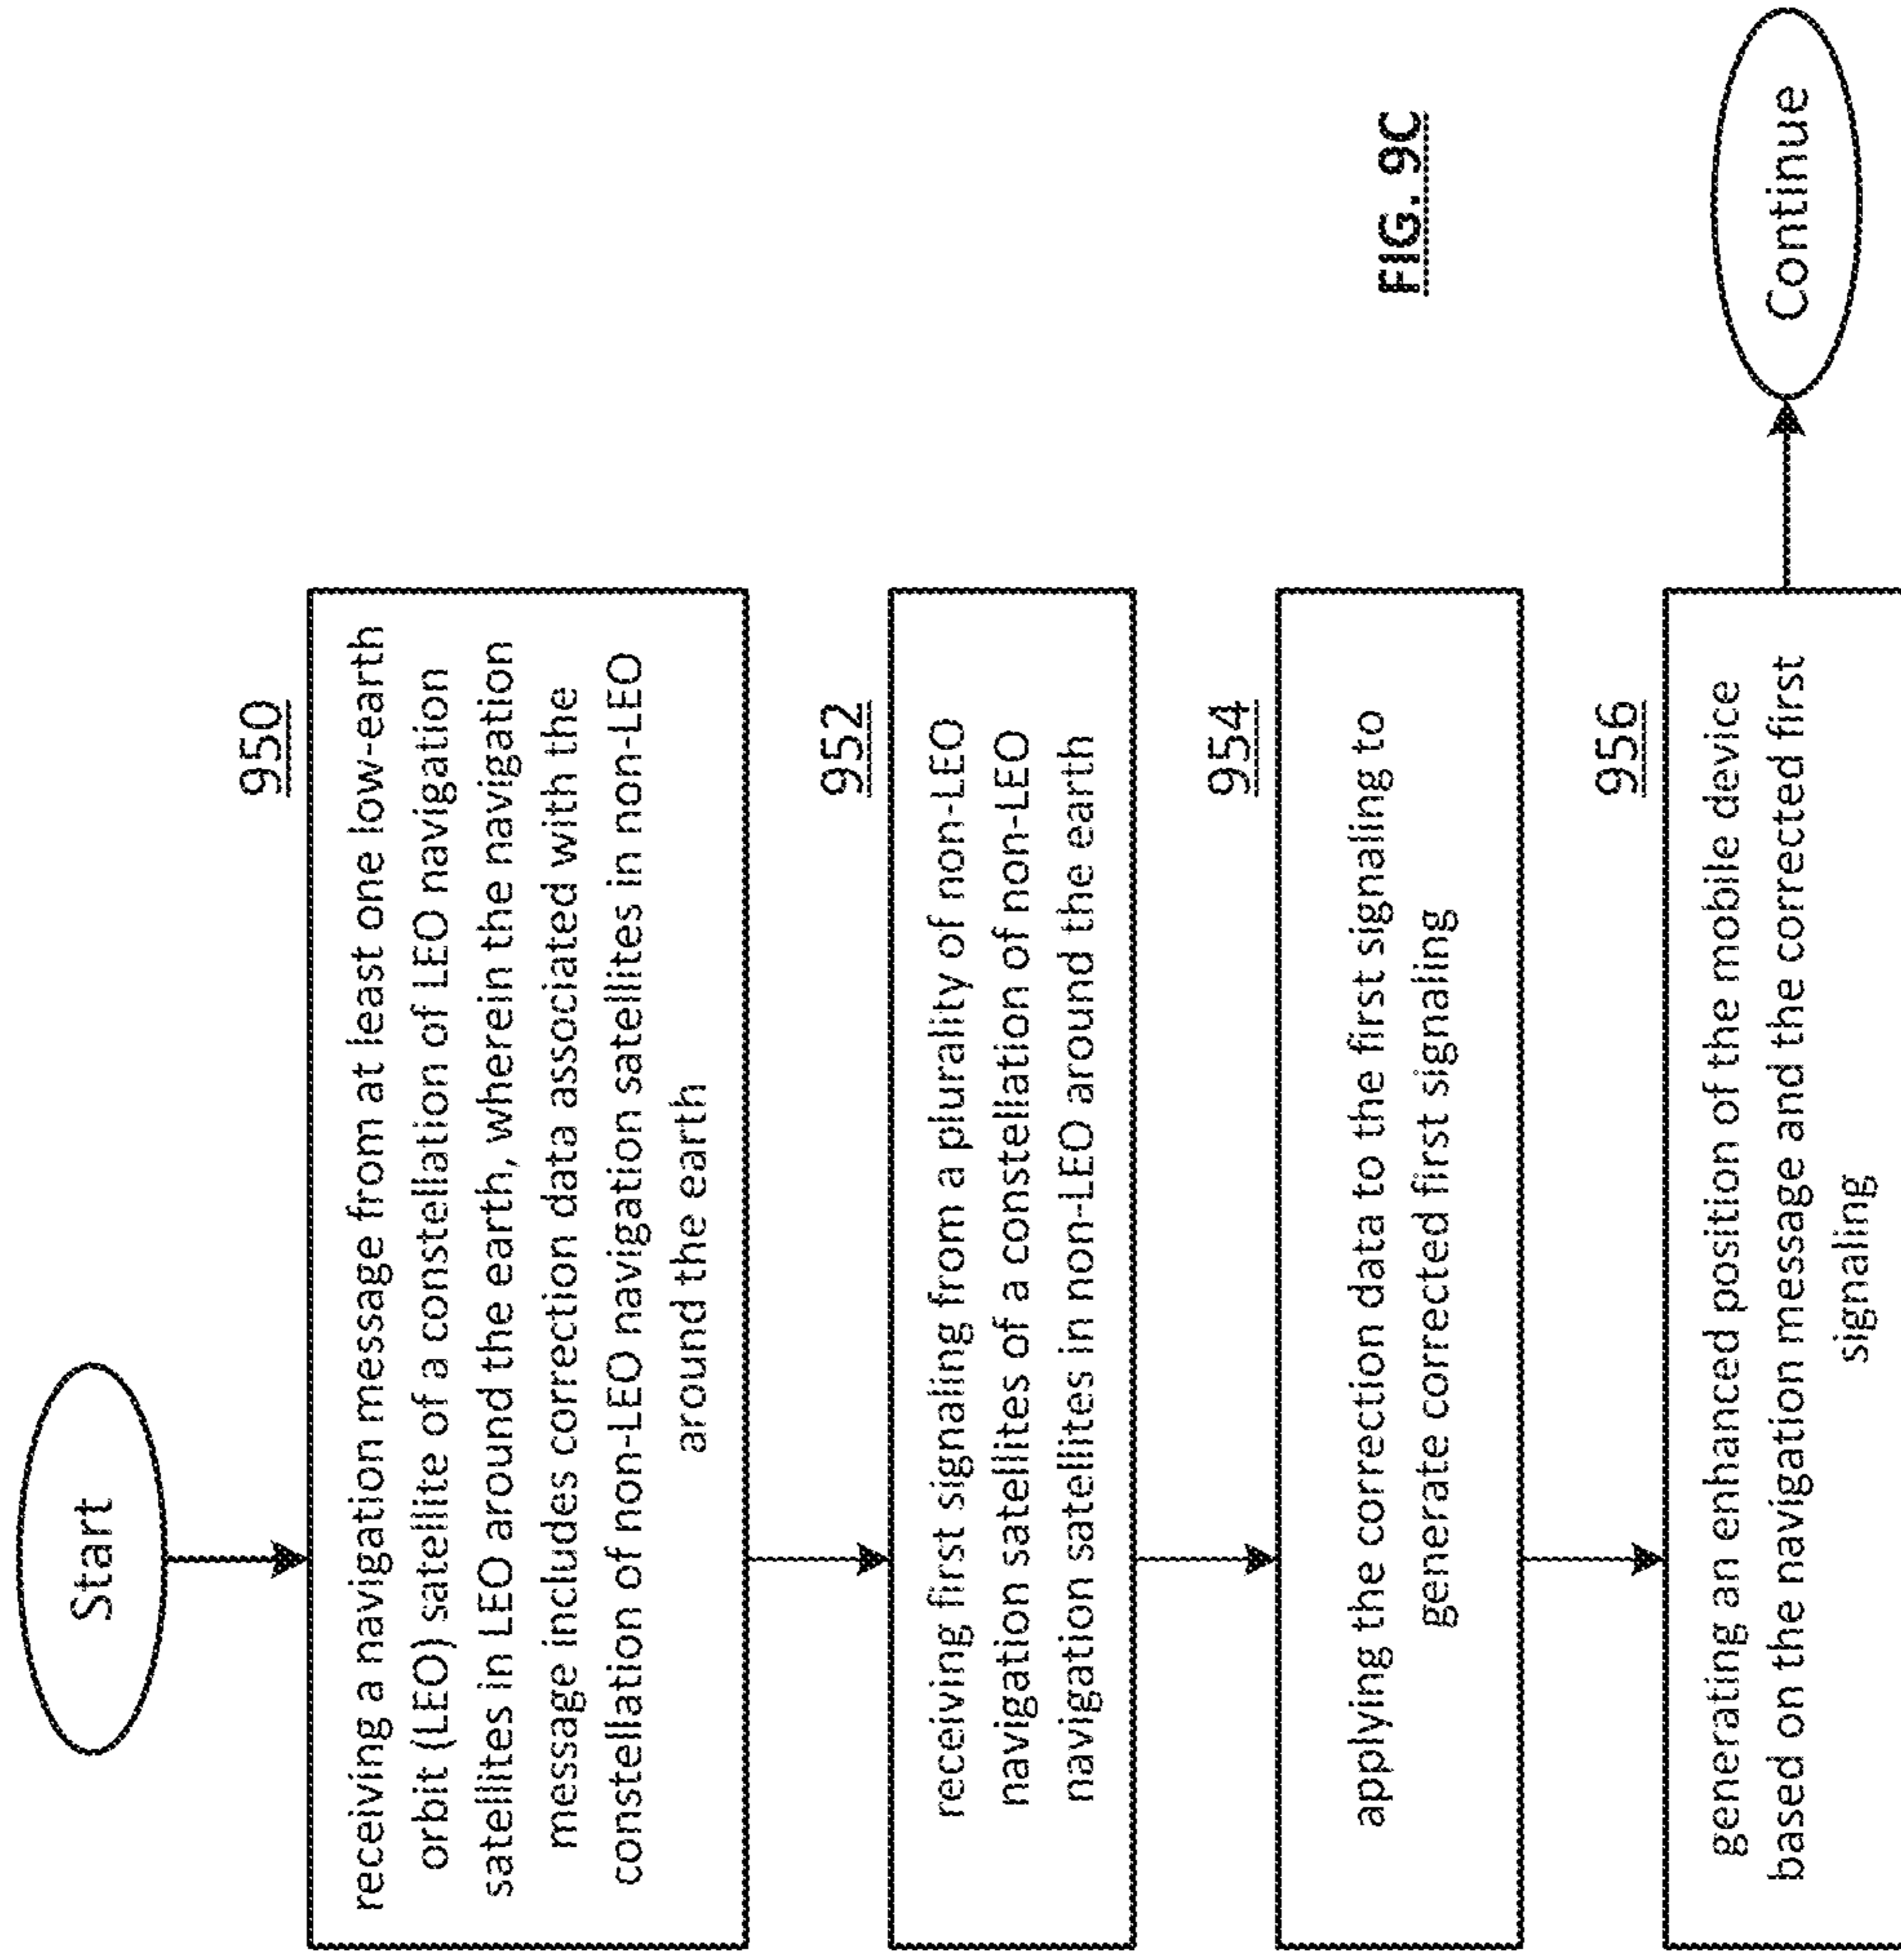 Start
950
receiving a navigation message from at least one low-earth
orbit (LEO) satellite of a constellation of LEO navigation
satellites in LEO around the earth, wherein the navigation
message includes correction data associated with the
constellation of non-LEO navigation satellites in non-LEO
around the earth
952
receiving first signaling from a plurality of non-LEO
navigation satellites of a constellation of non-LEO
navigation satellites in non-LEO around the earth
954
applying the correction data to the first signaling to
generate corrected first signaling
956
generating an enhanced position of the mobile device
based on the navigation message and the corrected first
signaling
Continue
FIG. 9C